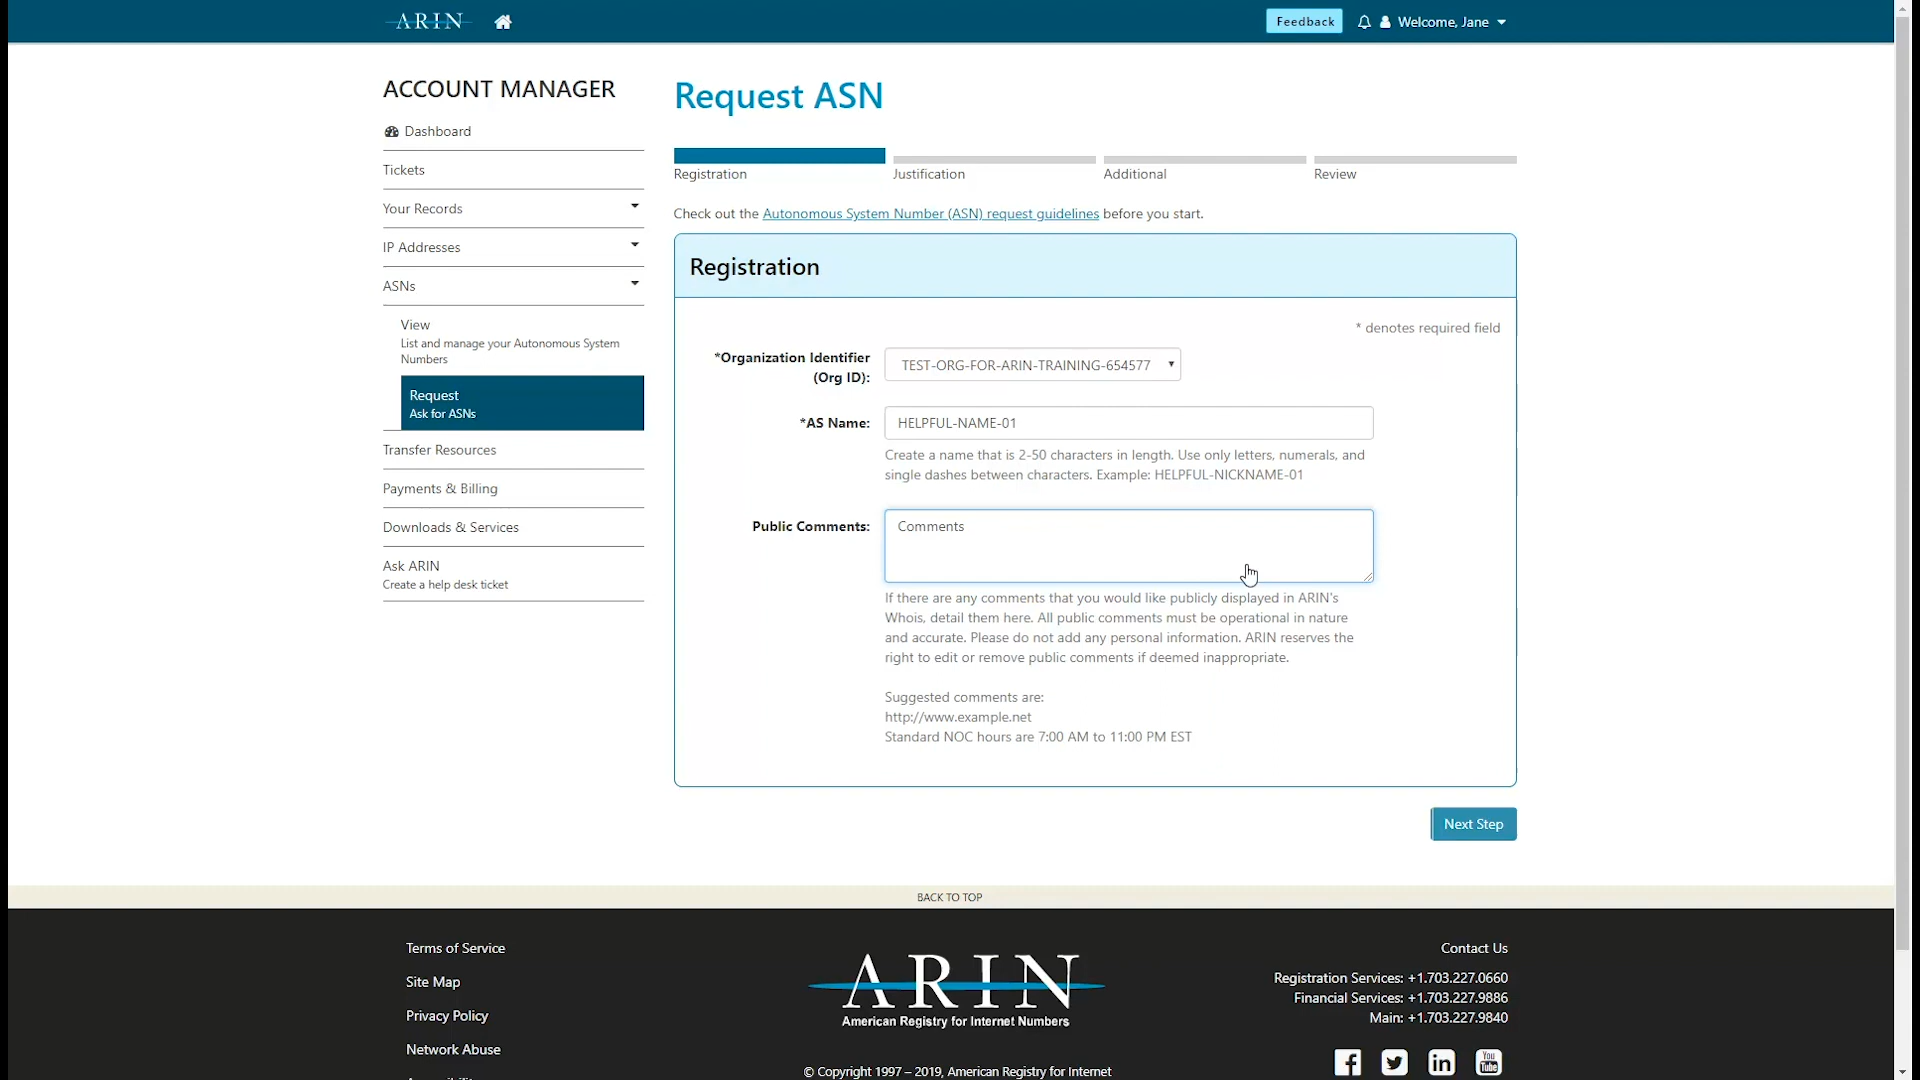 ARIN
Feedback
Welcome, Jane
ACCOUNT MANAGER
Dashboard
Tickets
Your Records
IP Addresses
ASNs
View
List and manage your Autonomous System
Numbers
Request
Ask for ASNs
Transfer Resources
Payments & Billing
Downloads & Services
Ask ARIN
Create a help desk ticket
Request ASN
Registration
Justification
Additional
Review
Check out the Autonomous System Number (ASN) request guidelines before you start.
Registration
* denotes required field
*Organization Identifier
(Org ID):
TEST-ORG-FOR-ARIN-TRAINING-654577
*AS Name:
HELPFUL-NAME-01
Create a name that is 2-50 characters in length. Use only letters, numerals, and
single dashes between characters. Example: HELPFUL-NICKNAME-01
Public Comments:
Comments
If there are any comments that you would like publicly displayed in ARIN's
Whois, detail them here. All public comments must be operational in nature
and accurate. Please do not add any personal information. ARIN reserves the
right to edit or remove public comments if deemed inappropriate.
Suggested comments are:
http://www.example.net
Standard NOC hours are 7:00 AM to 11:00 PM EST
Next Step
BACK TO TOP
Terms of Service
Site Map
Privacy Policy
Network Abuse
ARIN
American Registry for Internet Numbers
© Copyright 1997 – 2019, American Registry for Internet
Contact Us
Registration Services: +1.703.227.0660
Financial Services: +1.703.227.9886
Main: +1.703.227.9840
You
Tube